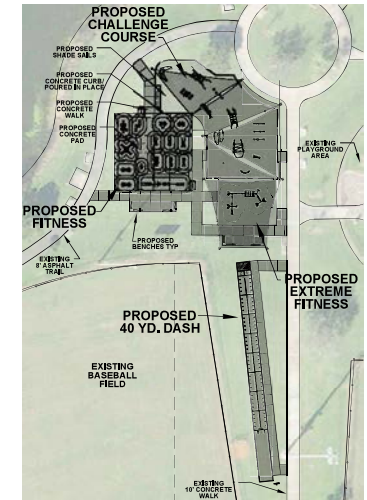 PROPOSED
CHALLENGE
COURSE
PROPOSED
SHADE SAILS
PROPOSED
CONCRETE CURB/
POURED IN PLACE
PROPOSED
CONCRETE
WALK
PROPOSED
CONCRETE
PAD
EXISTING
PLAYGROUND
AREA
PROPOSED
FITNESS
PROPOSED
BENCHES TYP
EXISTING
8' ASPHALT
TRAIL
PROPOSED
EXTREME
FITNESS
PROPOSED
40 YD. DASH
EXISTING
BASEBALL
FIELD
EXISTING
10' CONCRETE
WALK